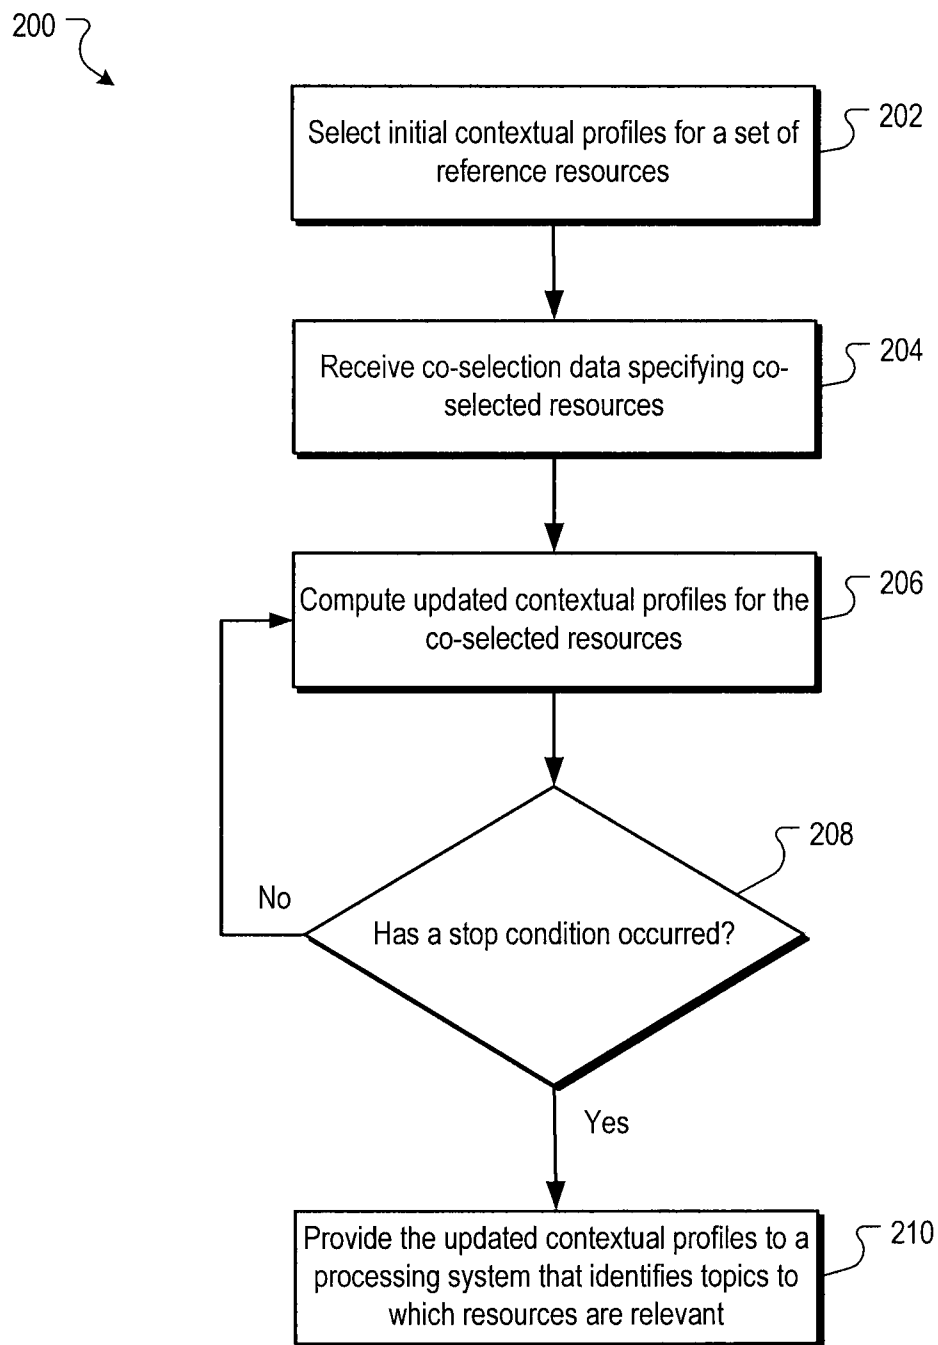 200
Select initial contextual profiles for a set of
reference resources
202
Receive co-selection data specifying co-
selected resources
204
Compute updated contextual profiles for the
co-selected resources
206
Has a stop condition occurred?
208
No
Yes
Provide the updated contextual profiles to a
processing system that identifies topics to
which resources are relevant
210